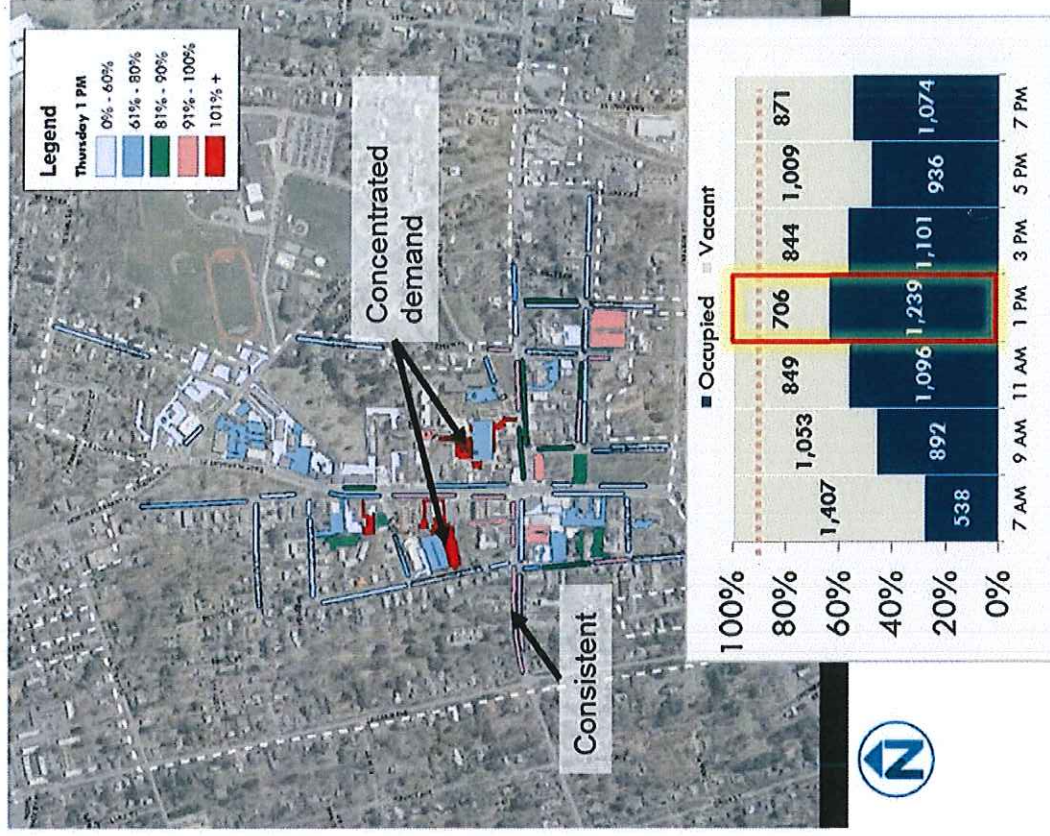 Legend
Thursday 1 PM
0% - 60%
61% - 80%
81% - 90%
91% - 100%
101% +
Concentrated
demand
Consistent
N
■ Occupied ■ Vacant
100%
80%
60%
40%
20%
0%
1,407
1,053
849
706
844
1,009
871
538
892
1,096
1,239
1,101
936
1,074
7 AM
9 AM
11 AM
1 PM
3 PM
5 PM
7 PM